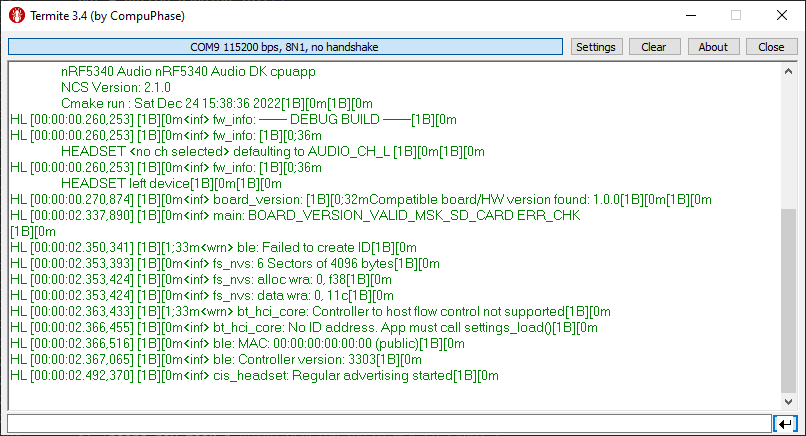 Termite 3.4 (by CompuPhase)
COM9 115200 bps, 8N1, no handshake
Settings
Clear
About
Close
nRF5340 Audio nRF5340 Audio DK cpuapp
NCS Version: 2.1.0
Cmake run : Sat Dec 24 15:38:36 2022[1B][0m[1B][0m
HL [00:00:00.260,253] [1B][0m<inf> fw_info: —— DEBUG BUILD ——[1B][0m
HL [00:00:00.260,253] [1B][0m<inf> fw_info: [1B][0;36m
HEADSET <no ch selected> defaulting to AUDIO_CH_L [1B][0m[1B][0m
HL [00:00:00.260,253] [1B][0m<inf> fw_info: [1B][0;36m
HEADSET left device[1B][0m[1B][0m
HL [00:00:00.270,874] [1B][0m<inf> board_version: [1B][0;32mCompatible board/HW version found: 1.0.0[1B][0m[1B][0m
HL [00:00:02.337,890] [1B][0m<inf> main: BOARD_VERSION_VALID_MSK_SD_CARD ERR_CHK
[1B][0m
HL [00:00:02.350,341] [1B][1;33m<wrn> ble: Failed to create ID[1B][0m
HL [00:00:02.353,393] [1B][0m<inf> fs_nvs: 6 Sectors of 4096 bytes[1B][0m
HL [00:00:02.353,424] [1B][0m<inf> fs_nvs: alloc wra: 0, f38[1B][0m
HL [00:00:02.353,424] [1B][0m<inf> fs_nvs: data wra: 0, 11c[1B][0m
HL [00:00:02.363,433] [1B][1;33m<wrn> bt_hci_core: Controller to host flow control not supported[1B][0m
HL [00:00:02.366,455] [1B][0m<inf> bt_hci_core: No ID address. App must call settings_load()[1B][0m
HL [00:00:02.366,516] [1B][0m<inf> ble: MAC: 00:00:00:00:00:00 (public)[1B][0m
HL [00:00:02.367,065] [1B][0m<inf> ble: Controller version: 3303[1B][0m
HL [00:00:02.492,370] [1B][0m<inf> cis_headset: Regular advertising started[1B][0m